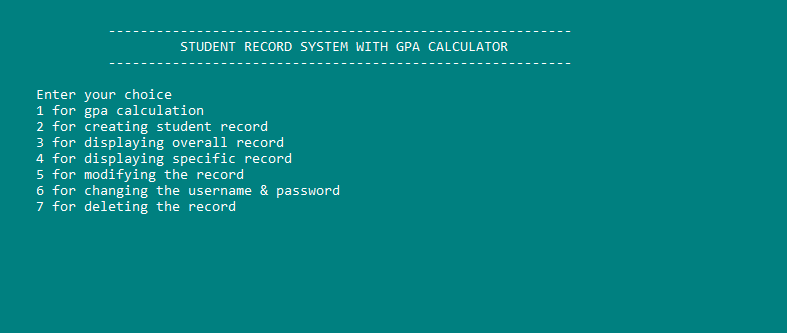 ----------------------------------------------------------
STUDENT RECORD SYSTEM WITH GPA CALCULATOR
----------------------------------------------------------
Enter your choice
1 for gpa calculation
2 for creating student record
3 for displaying overall record
4 for displaying specific record
5 for modifying the record
6 for changing the username & password
7 for deleting the record